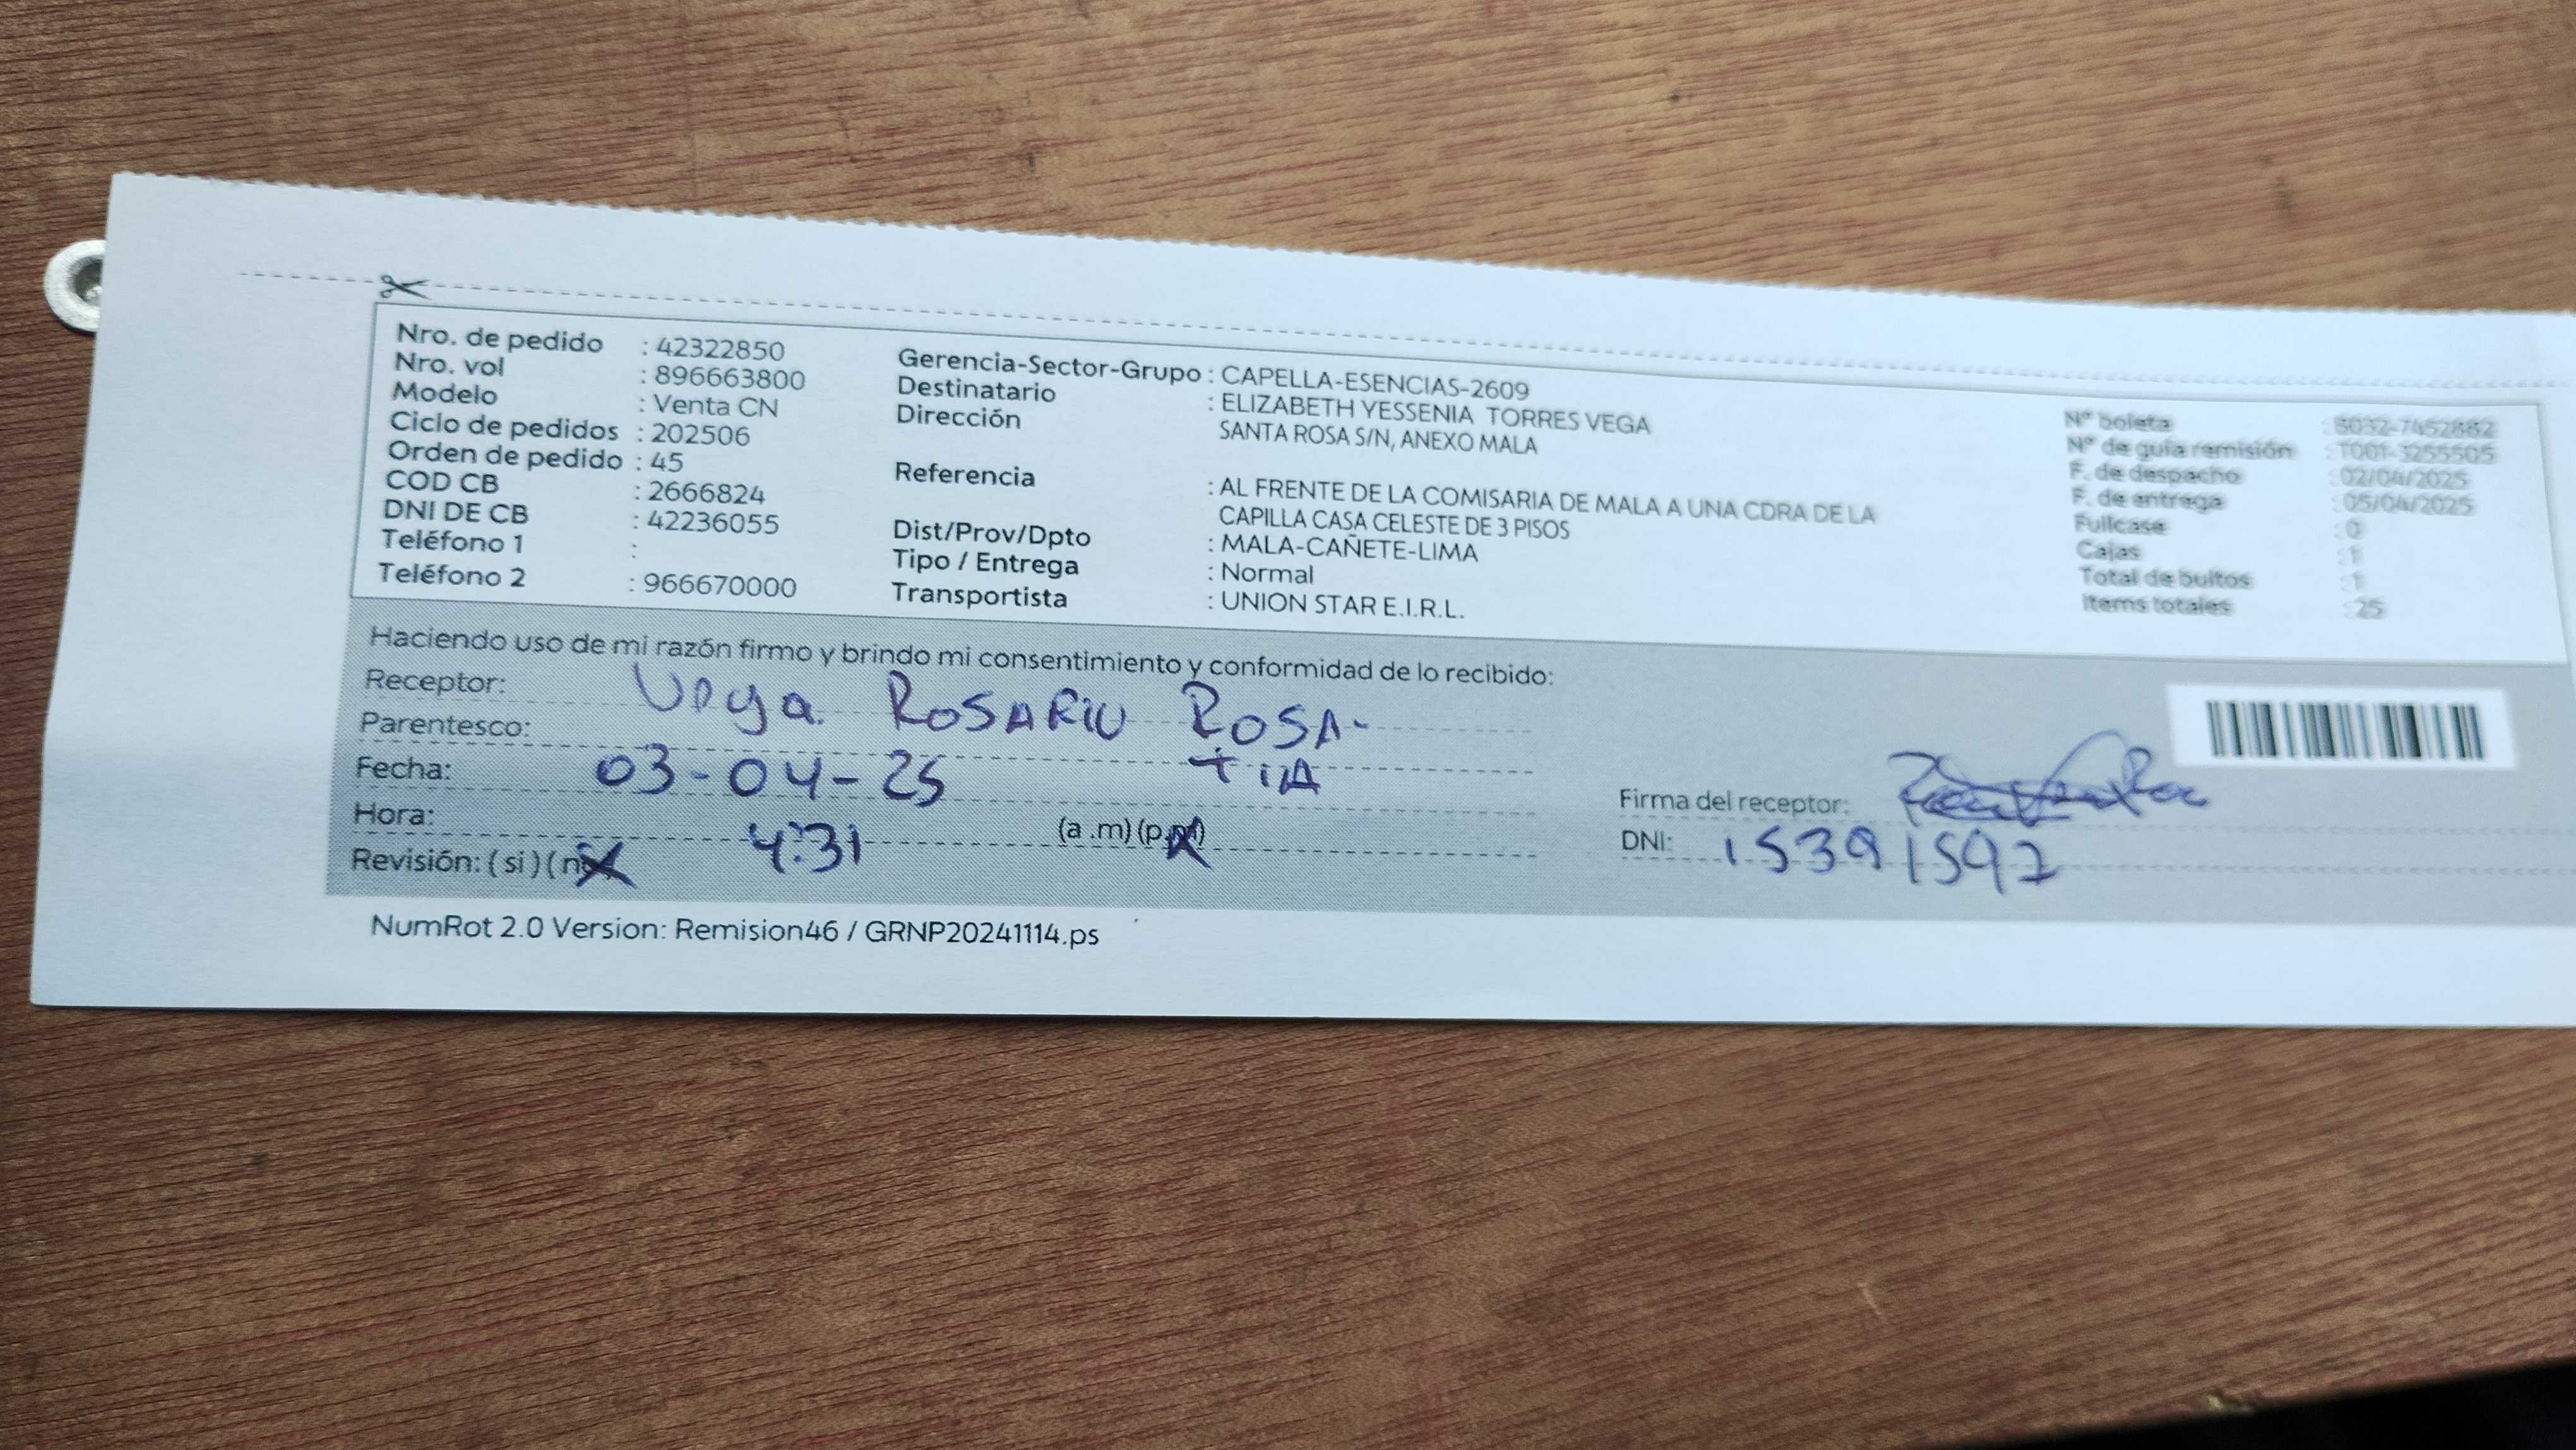 Nro. de pedido : 42322850
Nro. vol : 896663800
Modelo : Venta CN
Ciclo de pedidos : 202506
Orden de pedido : 45
COD CB : 2666824
DNI DE CB : 42236055
Teléfono 1 :
Teléfono 2 : 966670000
Gerencia-Sector-Grupo : CAPELLA-ESENCIAS-2609
Destinatario : ELIZABETH YESSENIA TORRES VEGA
Dirección SANTA ROSA S/N, ANEXO MALA
Referencia : AL FRENTE DE LA COMISARIA DE MALA A UNA CDRA DE LA
CAPILLA CASA CELESTE DE 3 PISOS
Dist/Prov/Dpto : MALA-CAÑETE-LIMA
Tipo / Entrega : Normal
Transportista : UNION STAR E.I.R.L.
Nº boleta : B032-7452882
Nº de guía remisión : T001-3255505
F. de despacho : 02/04/2025
F. de entrega : 05/04/2025
Fullcase : 0
Cajas : 1
Total de bultos : 1
Items totales : 25
Haciendo uso de mi razón firmo y brindo mi consentimiento y conformidad de lo recibido:
Receptor: Vega ROSARIO ROSA-
Parentesco: TIA
Fecha: 03-04-25
Hora: 4:31 (a .m) (p.m)
Revisión: ( si ) ( no
Firma del receptor:
DNI: 15391597
NumRot 2.0 Version: Remision46 / GRNP20241114.ps